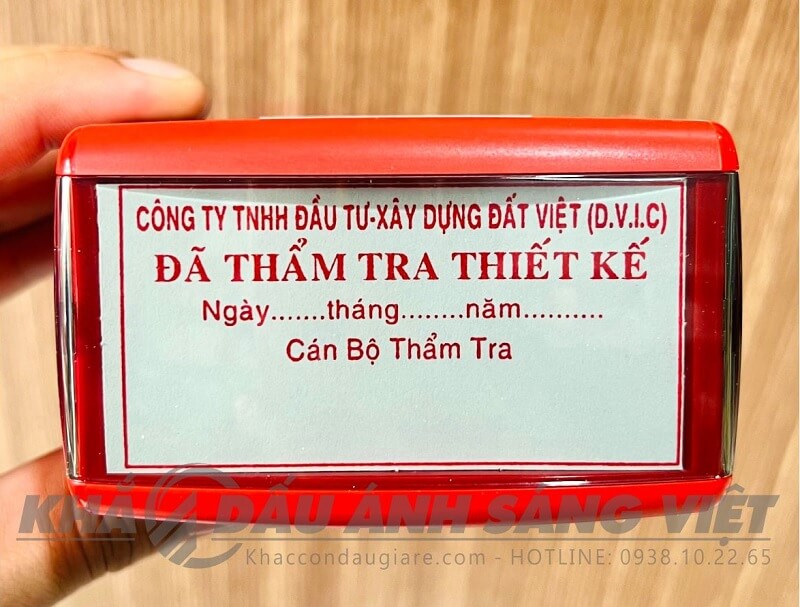 CÔNG TY TNHH ĐẦU TƯ-XÂY DỰNG ĐẤT VIỆT (D.V.I.C)
ĐÃ THẨM TRA THIẾT KẾ
Ngày.......tháng........năm..........
Cán Bộ Thẩm Tra
KHẮC DẤU ÁNH SÁNG VIỆT
Khaccondaugiare.com - HOTLINE: 0938.10.22.65